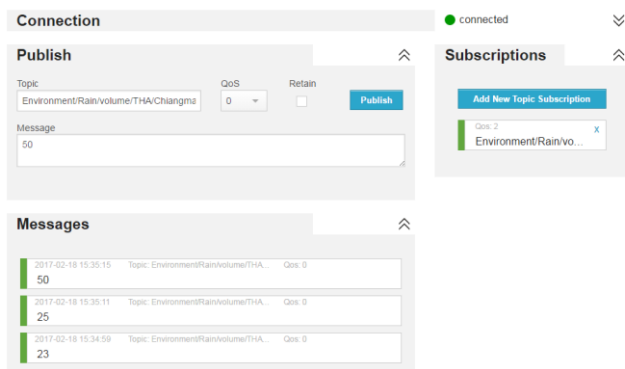 Connection
connected
Publish
Topic
QoS
Retain
Environment/Rain/volume/THA/Chiangma
0
Publish
Message
50
Subscriptions
Add New Topic Subscription
Qos: 2
x
Environment/Rain/vo...
Messages
2017-02-18 15:35:15 Topic: Environment/Rain/volume/THA... Qos: 0
50
2017-02-18 15:35:11 Topic: Environment/Rain/volume/THA... Qos: 0
25
2017-02-18 15:34:59 Topic: Environment/Rain/volume/THA... Qos: 0
23